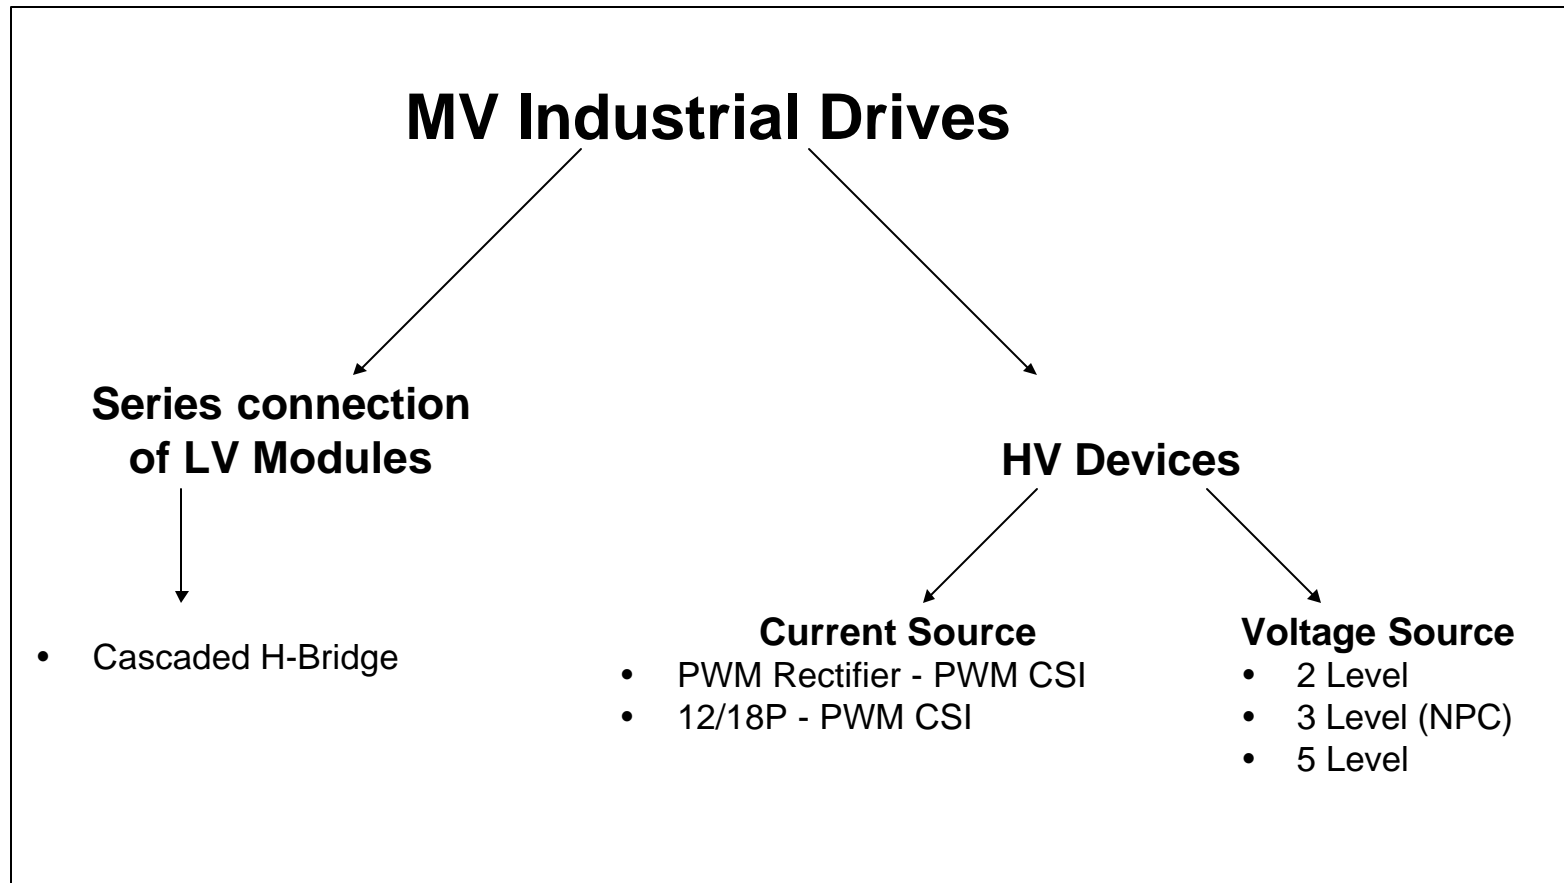 MV Industrial Drives
Series connection
of LV Modules
HV Devices
• Cascaded H-Bridge
Current Source
• PWM Rectifier - PWM CSI
• 12/18P - PWM CSI
Voltage Source
• 2 Level
• 3 Level (NPC)
• 5 Level